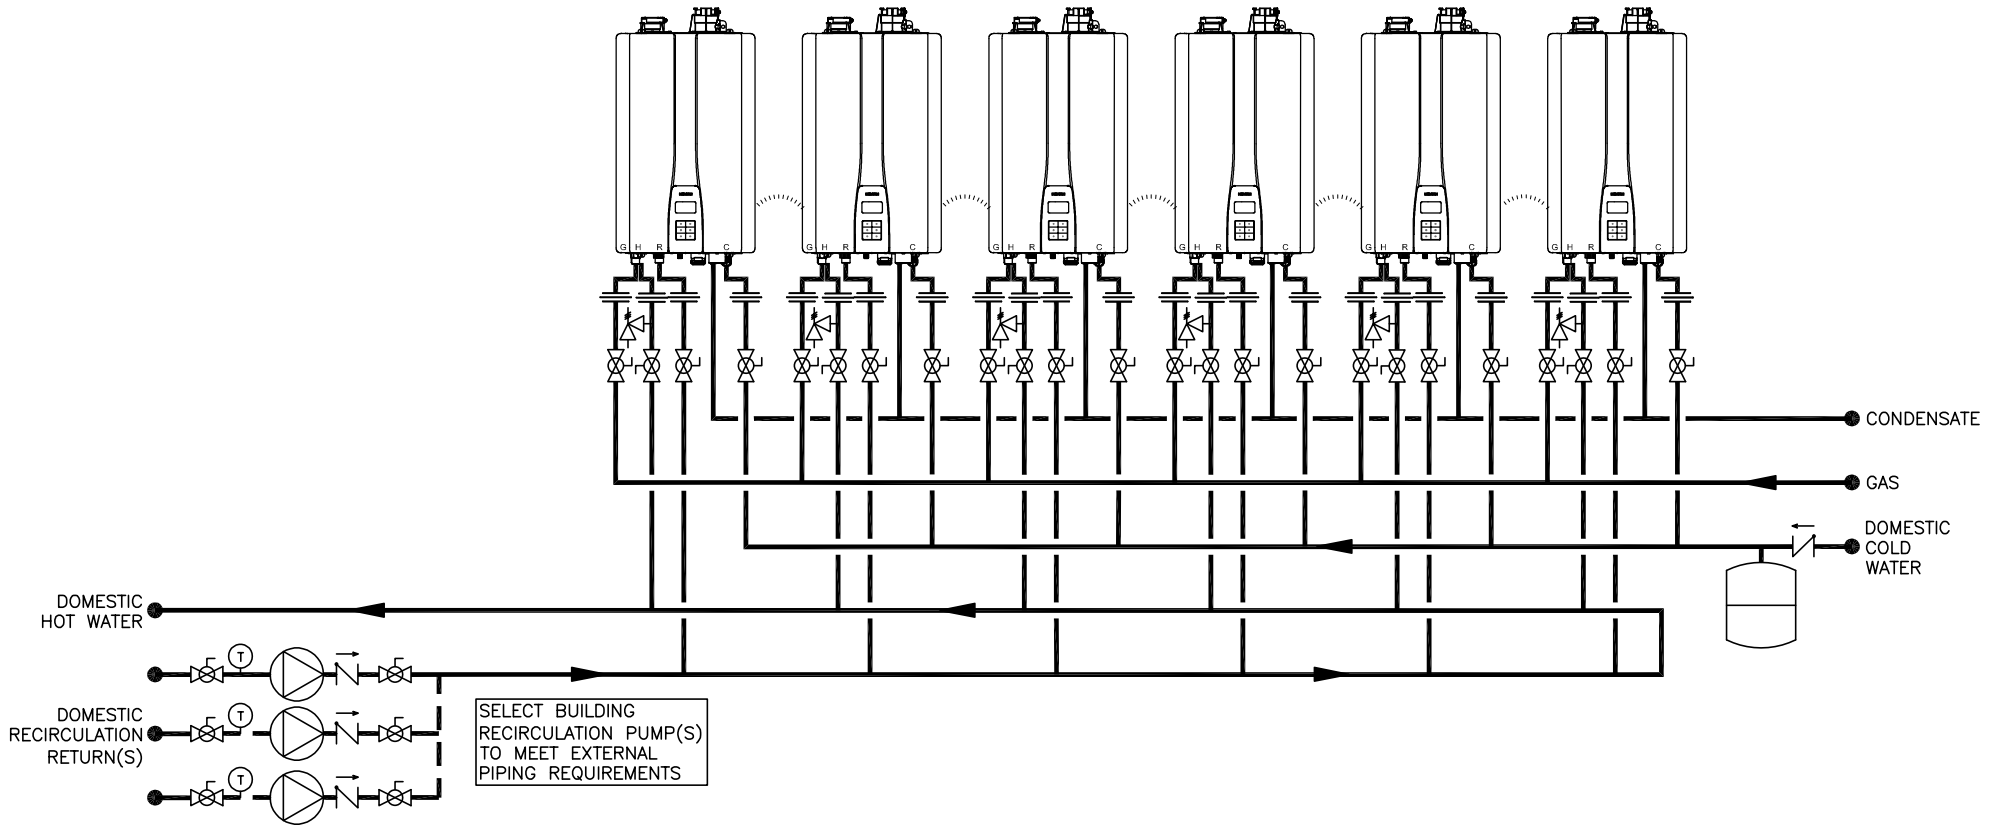 G H R C G H R C G H R C G H R C G H R C G H R C
CONDENSATE
GAS
DOMESTIC
COLD
WATER
DOMESTIC
HOT WATER
T
T
T
DOMESTIC
RECIRCULATION
RETURN(S)
SELECT BUILDING
RECIRCULATION PUMP(S)
TO MEET EXTERNAL
PIPING REQUIREMENTS